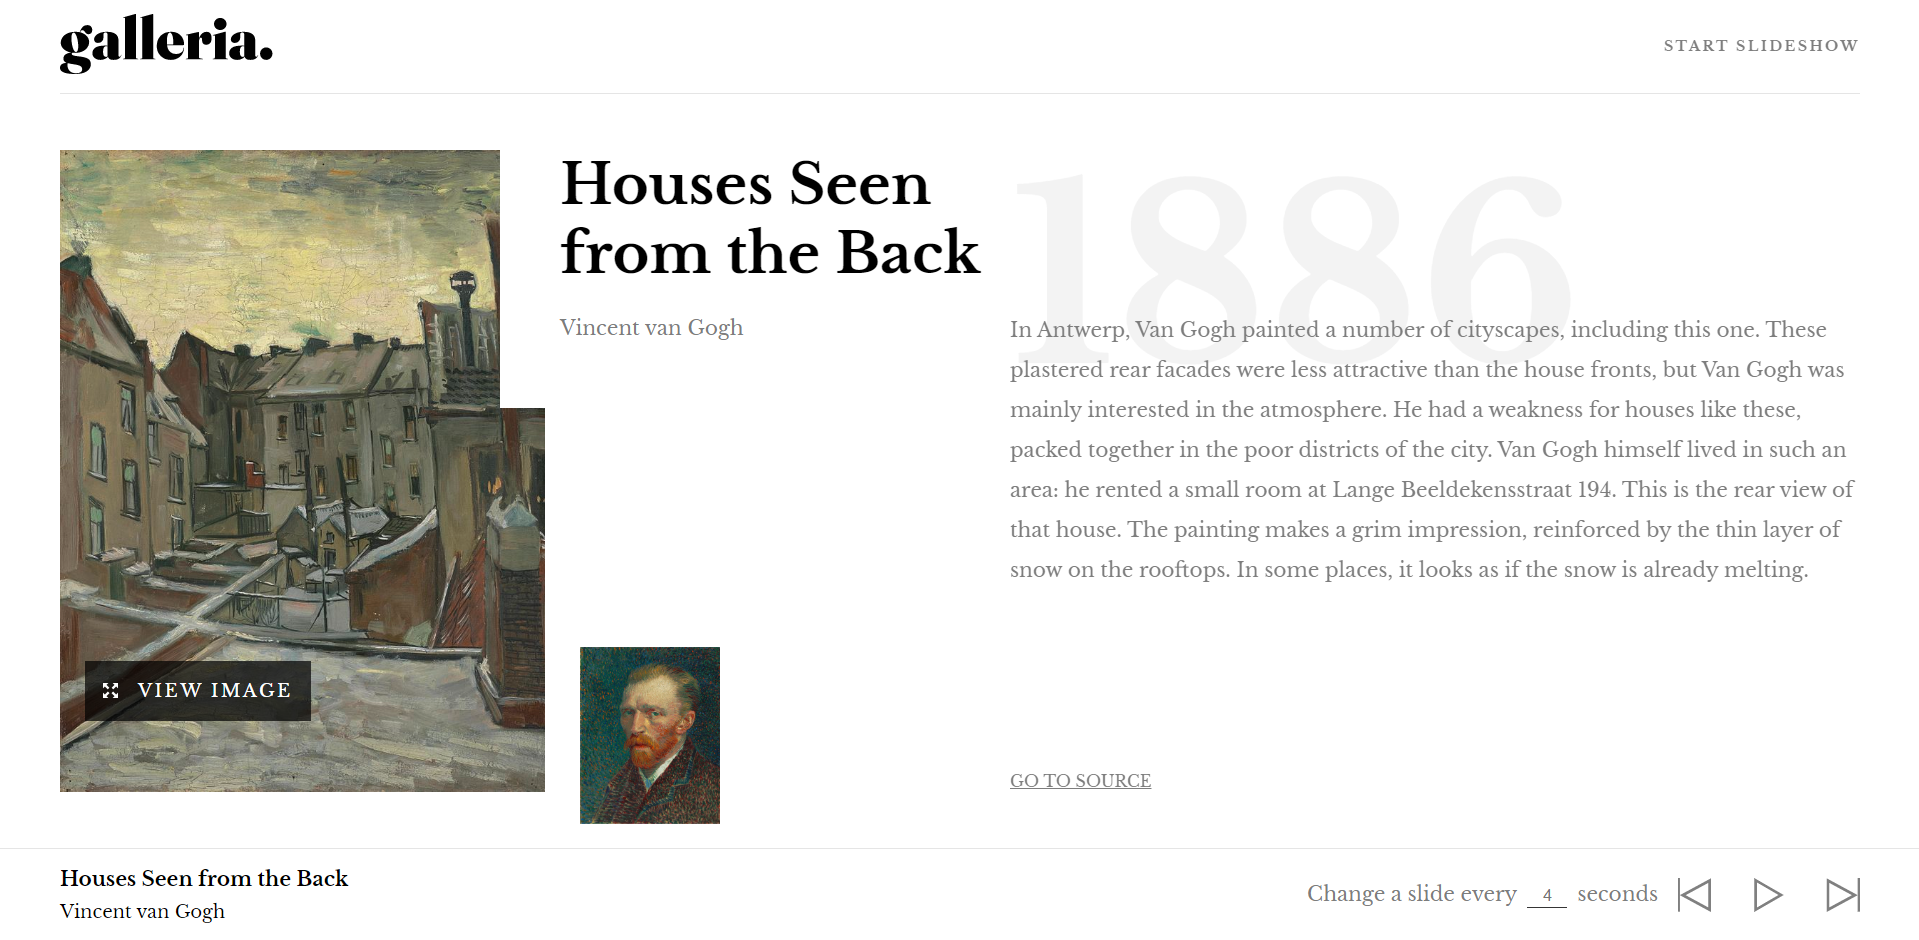 galleria.
START SLIDESHOW
Houses Seen
from the Back
Vincent van Gogh
1886
In Antwerp, Van Gogh painted a number of cityscapes, including this one. These
plastered rear facades were less attractive than the house fronts, but Van Gogh was
mainly interested in the atmosphere. He had a weakness for houses like these,
packed together in the poor districts of the city. Van Gogh himself lived in such an
area: he rented a small room at Lange Beeldekensstraat 194. This is the rear view of
that house. The painting makes a grim impression, reinforced by the thin layer of
snow on the rooftops. In some places, it looks as if the snow is already melting.
VIEW IMAGE
GO TO SOURCE
Houses Seen from the Back
Vincent van Gogh
Change a slide every 4 seconds